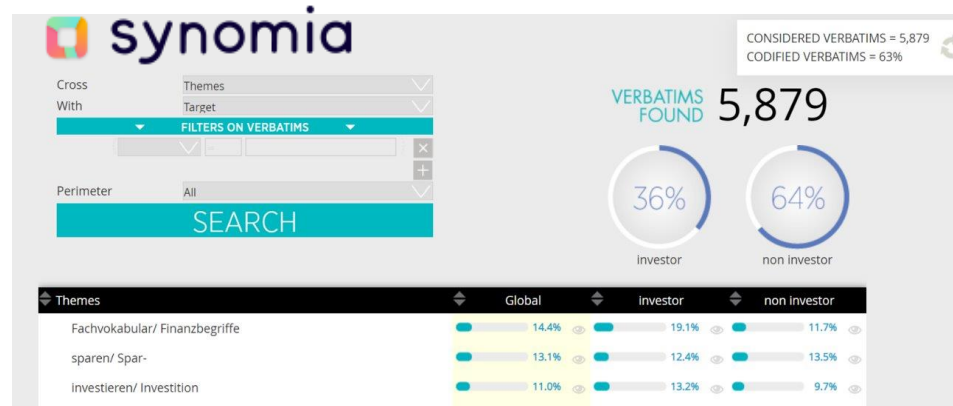 synomia
CONSIDERED VERBATIMS = 5,879
CODIFIED VERBATIMS = 63%
Cross Themes
With Target
FILTERS ON VERBATIMS
Perimeter All
SEARCH
VERBATIMS FOUND 5,879
36% 64%
investor non investor
Themes Global investor non investor
Fachvokabular/ Finanzbegriffe 14.4% 19.1% 11.7%
sparen/ Spar- 13.1% 12.4% 13.5%
investieren/ Investition 11.0% 13.2% 9.7%